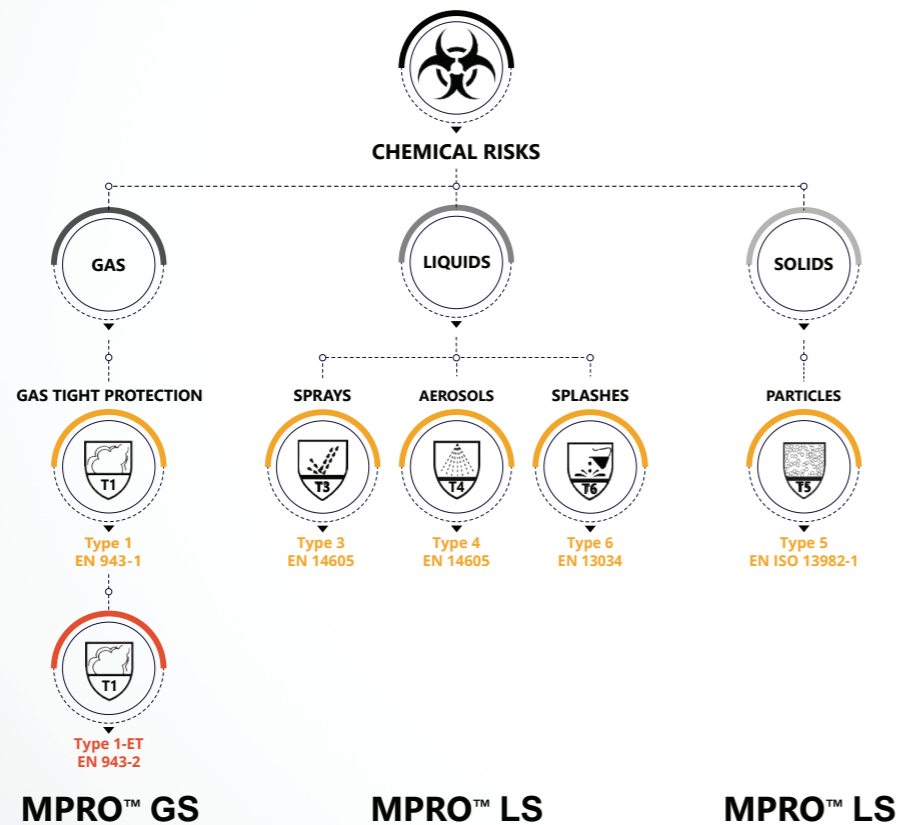 CHEMICAL RISKS
GAS
LIQUIDS
SOLIDS
GAS TIGHT PROTECTION
SPRAYS
AEROSOLS
SPLASHES
PARTICLES
T1
T3
T4
T6
T5
Type 1
EN 943-1
Type 3
EN 14605
Type 4
EN 14605
Type 6
EN 13034
Type 5
EN ISO 13982-1
T1
Type 1-ET
EN 943-2
MPRO™ GS
MPRO™ LS
MPRO™ LS